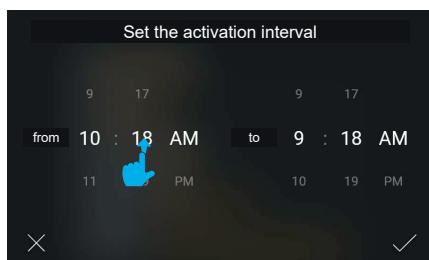 Set the activation interval
9 17 9 17
from 10 : 18 AM to 9 : 18 AM
11 PM 10 19 PM